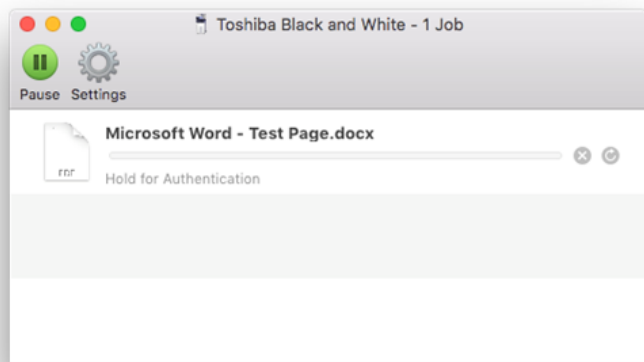 Toshiba Black and White - 1 Job
Pause Settings
Microsoft Word - Test Page.docx
Hold for Authentication